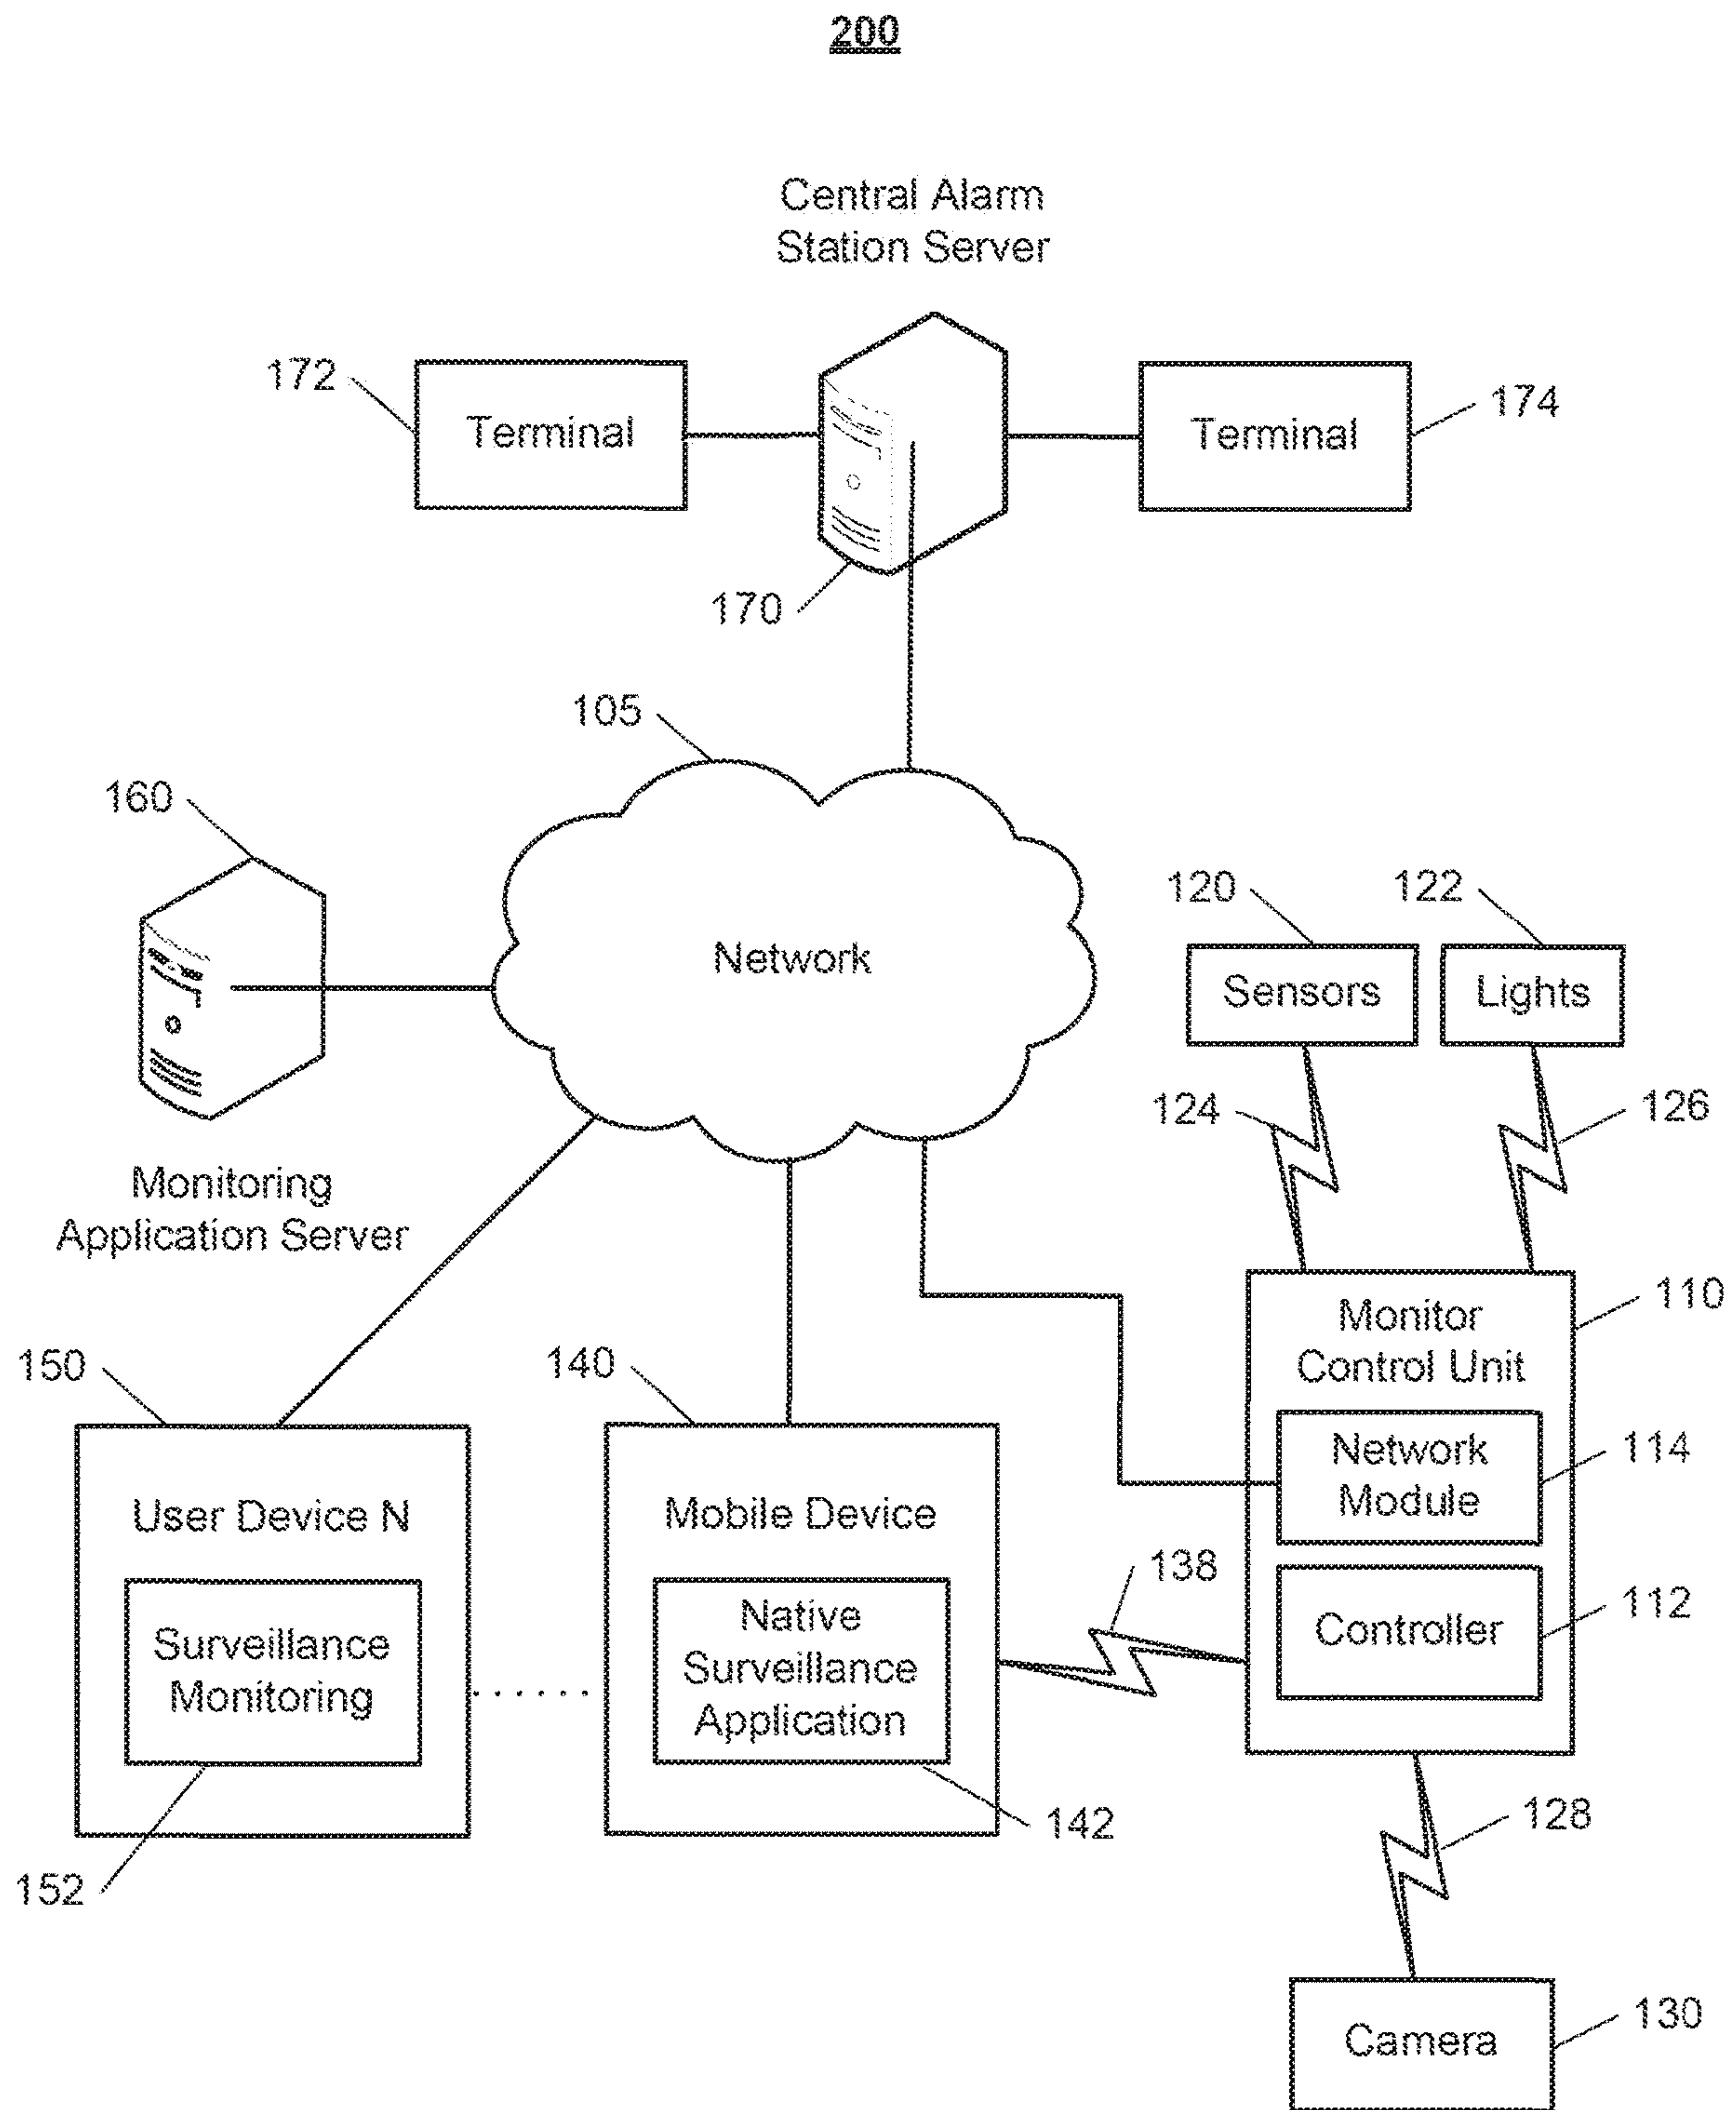 200
Central Alarm
Station Server
172
Terminal
Terminal
174
170
105
160
Network
120
122
Sensors
Lights
124
126
Monitoring
Application Server
110
Monitor
Control Unit
150
140
Network
Module
114
User Device N
Mobile Device
138
Controller
112
Surveillance
Monitoring
Native
Surveillance
Application
142
128
152
Camera
130